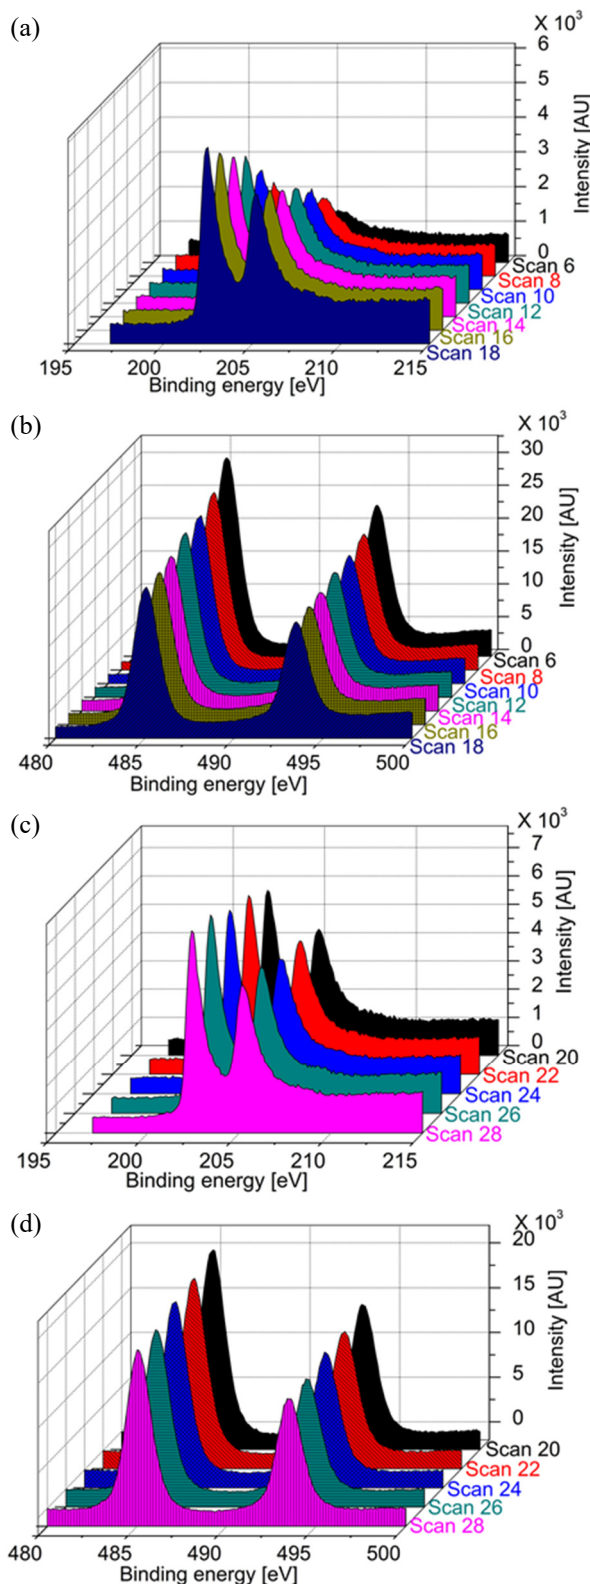 (a)
X 10³
6
5
4
3
2
1
0
Intensity [AU]
Scan 6
Scan 8
Scan 10
Scan 12
Scan 14
Scan 16
Scan 18
195 200 205 210 215
Binding energy [eV]
(b)
X 10³
30
25
20
15
10
5
0
Intensity [AU]
Scan 6
Scan 8
Scan 10
Scan 12
Scan 14
Scan 16
Scan 18
480 485 490 495 500
Binding energy [eV]
(c)
X 10³
7
6
5
4
3
2
1
0
Intensity [AU]
Scan 20
Scan 22
Scan 24
Scan 26
Scan 28
195 200 205 210 215
Binding energy [eV]
(d)
X 10³
20
15
10
5
0
Intensity [AU]
Scan 20
Scan 22
Scan 24
Scan 26
Scan 28
480 485 490 495 500
Binding energy [eV]